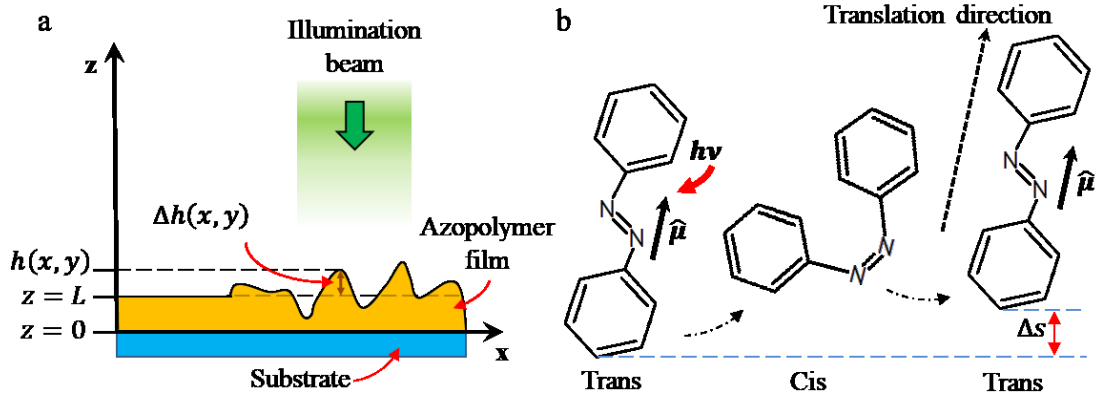 a
z
Illumination
beam
Δh(x, y)
Azopolymer
film
h(x, y)
z = L
z = 0
x
Substrate
b
Translation direction
hν
N
N
μ̂
N
N
N
N
μ̂
Δs
Trans
Cis
Trans